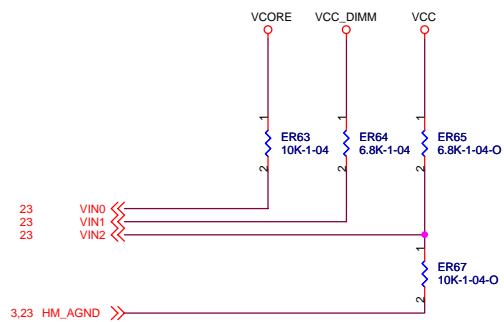 VCORE VCC_DIMM VCC
1 1 1
ER63 ER64 ER65
10K-1-04 6.8K-1-04 6.8K-1-04-O
2 2 2
23 VIN0
23 VIN1
23 VIN2
1
ER67
10K-1-04-O
2
3,23 HM_AGND